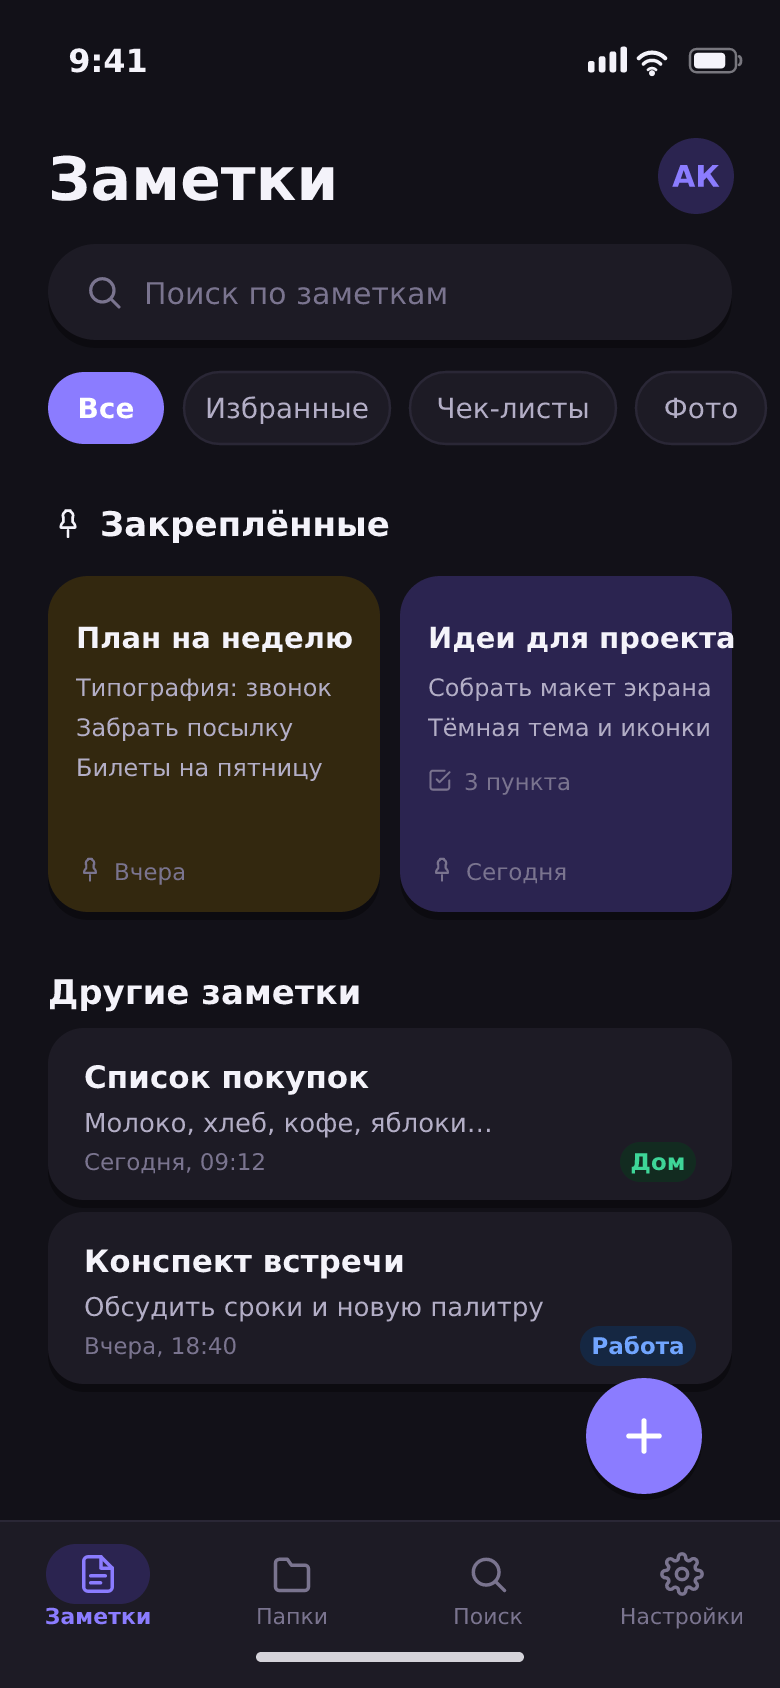 9:41
Заметки
АК
Поиск по заметкам
Все
Избранные
Чек-листы
Фото
Закреплённые
План на неделю
Типография: звонок
Забрать посылку
Билеты на пятницу
Вчера
Идеи для проекта
Собрать макет экрана
Тёмная тема и иконки
3 пункта
Сегодня
Другие заметки
Список покупок
Молоко, хлеб, кофе, яблоки…
Сегодня, 09:12
Дом
Конспект встречи
Обсудить сроки и новую палитру
Вчера, 18:40
Работа
Заметки
Папки
Поиск
Настройки